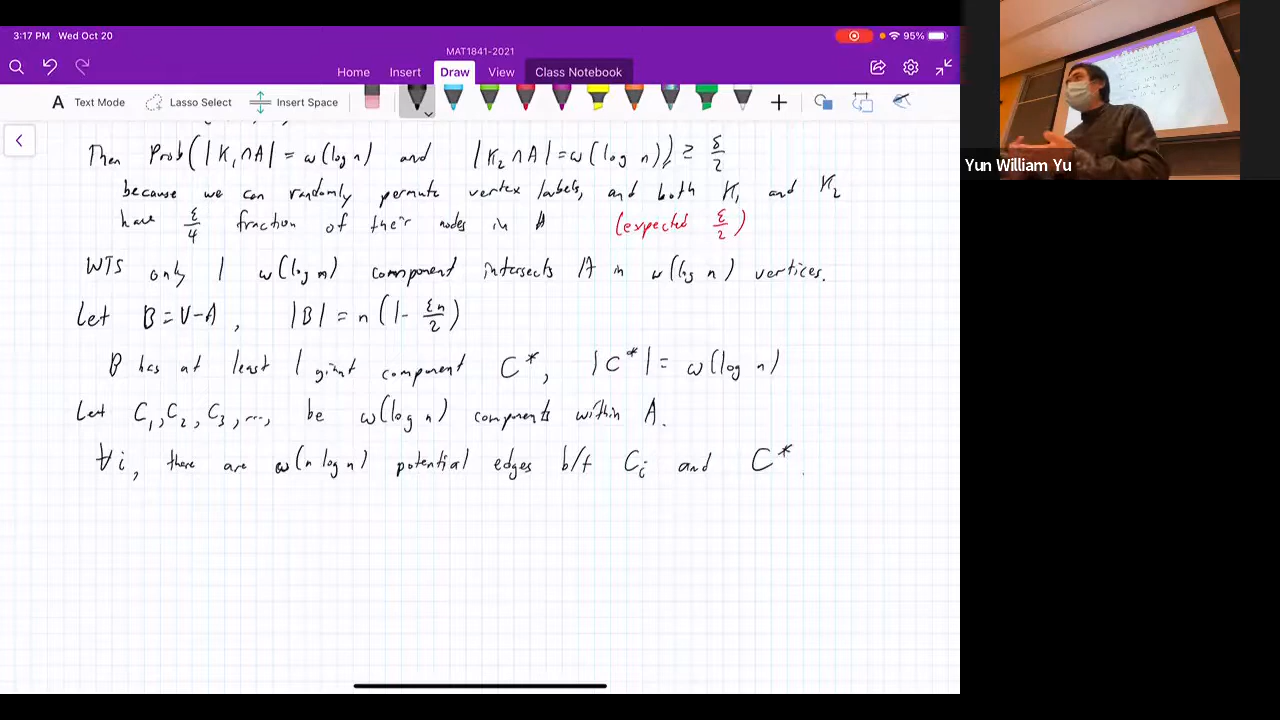 3:17 PM Wed Oct 20
95%
MAT1841-2021
Home Insert Draw View Class Notebook
A Text Mode Lasso Select Insert Space
Then Prob(|K₁∩A| = ω(log n) and |K₂∩A| = ω(log n)) ≥ δ/2
because we can randomly permute vertex labels, and both K₁ and K₂
have ε/4 fraction of their nodes in A (expected ε/2)
WTS only 1 ω(log n) component intersects A in ω(log n) vertices.
Let B = V-A, |B| = n(1 - εn/2)
B has at least 1 giant component C*, |C*| = ω(log n)
Let C₁, C₂, C₃, ..., be ω(log n) components within A.
∀i, there are ω(n log n) potential edges b/t C_i and C*.
Yun William Yu